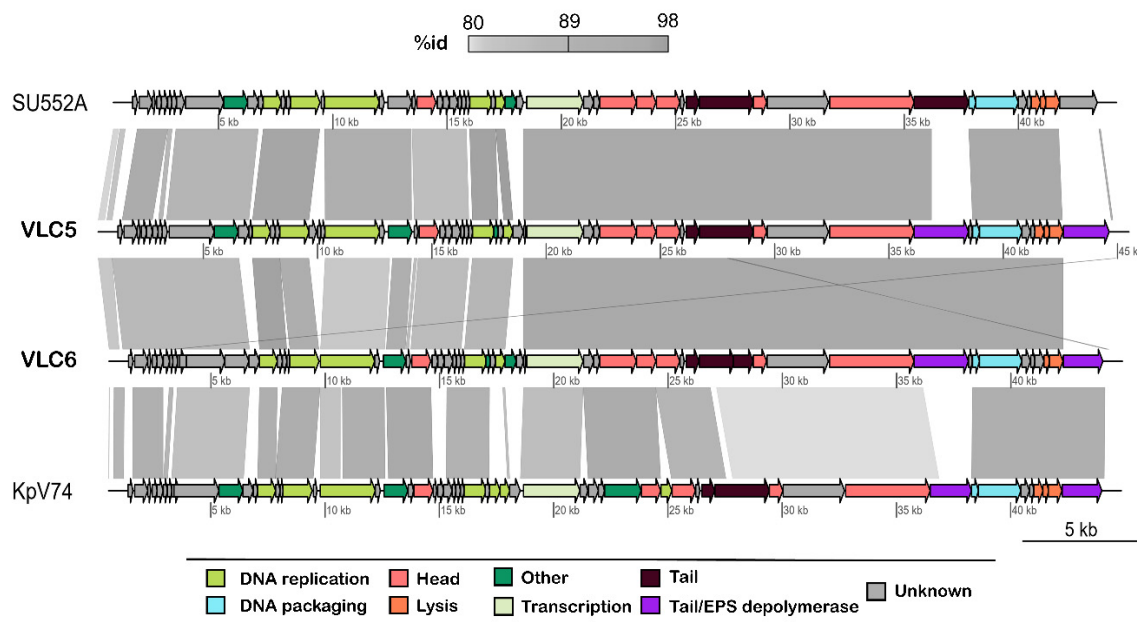 80 89 98
%id
SU552A
5 kb 10 kb 15 kb 20 kb 25 kb 30 kb 35 kb 40 kb
VLC5
5 kb 10 kb 15 kb 20 kb 25 kb 30 kb 35 kb 40 kb 45 k
VLC6
5 kb 10 kb 15 kb 20 kb 25 kb 30 kb 35 kb 40 kb
KpV74
5 kb 10 kb 15 kb 20 kb 25 kb 30 kb 35 kb 40 kb
5 kb
DNA replication Head Other Tail Unknown
DNA packaging Lysis Transcription Tail/EPS depolymerase